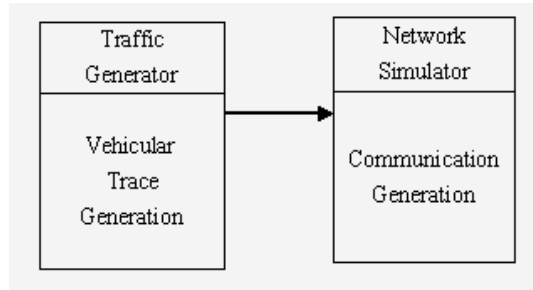 Traffic
Generator
Vehicular
Trace
Generation
Network
Simulator
Communication
Generation